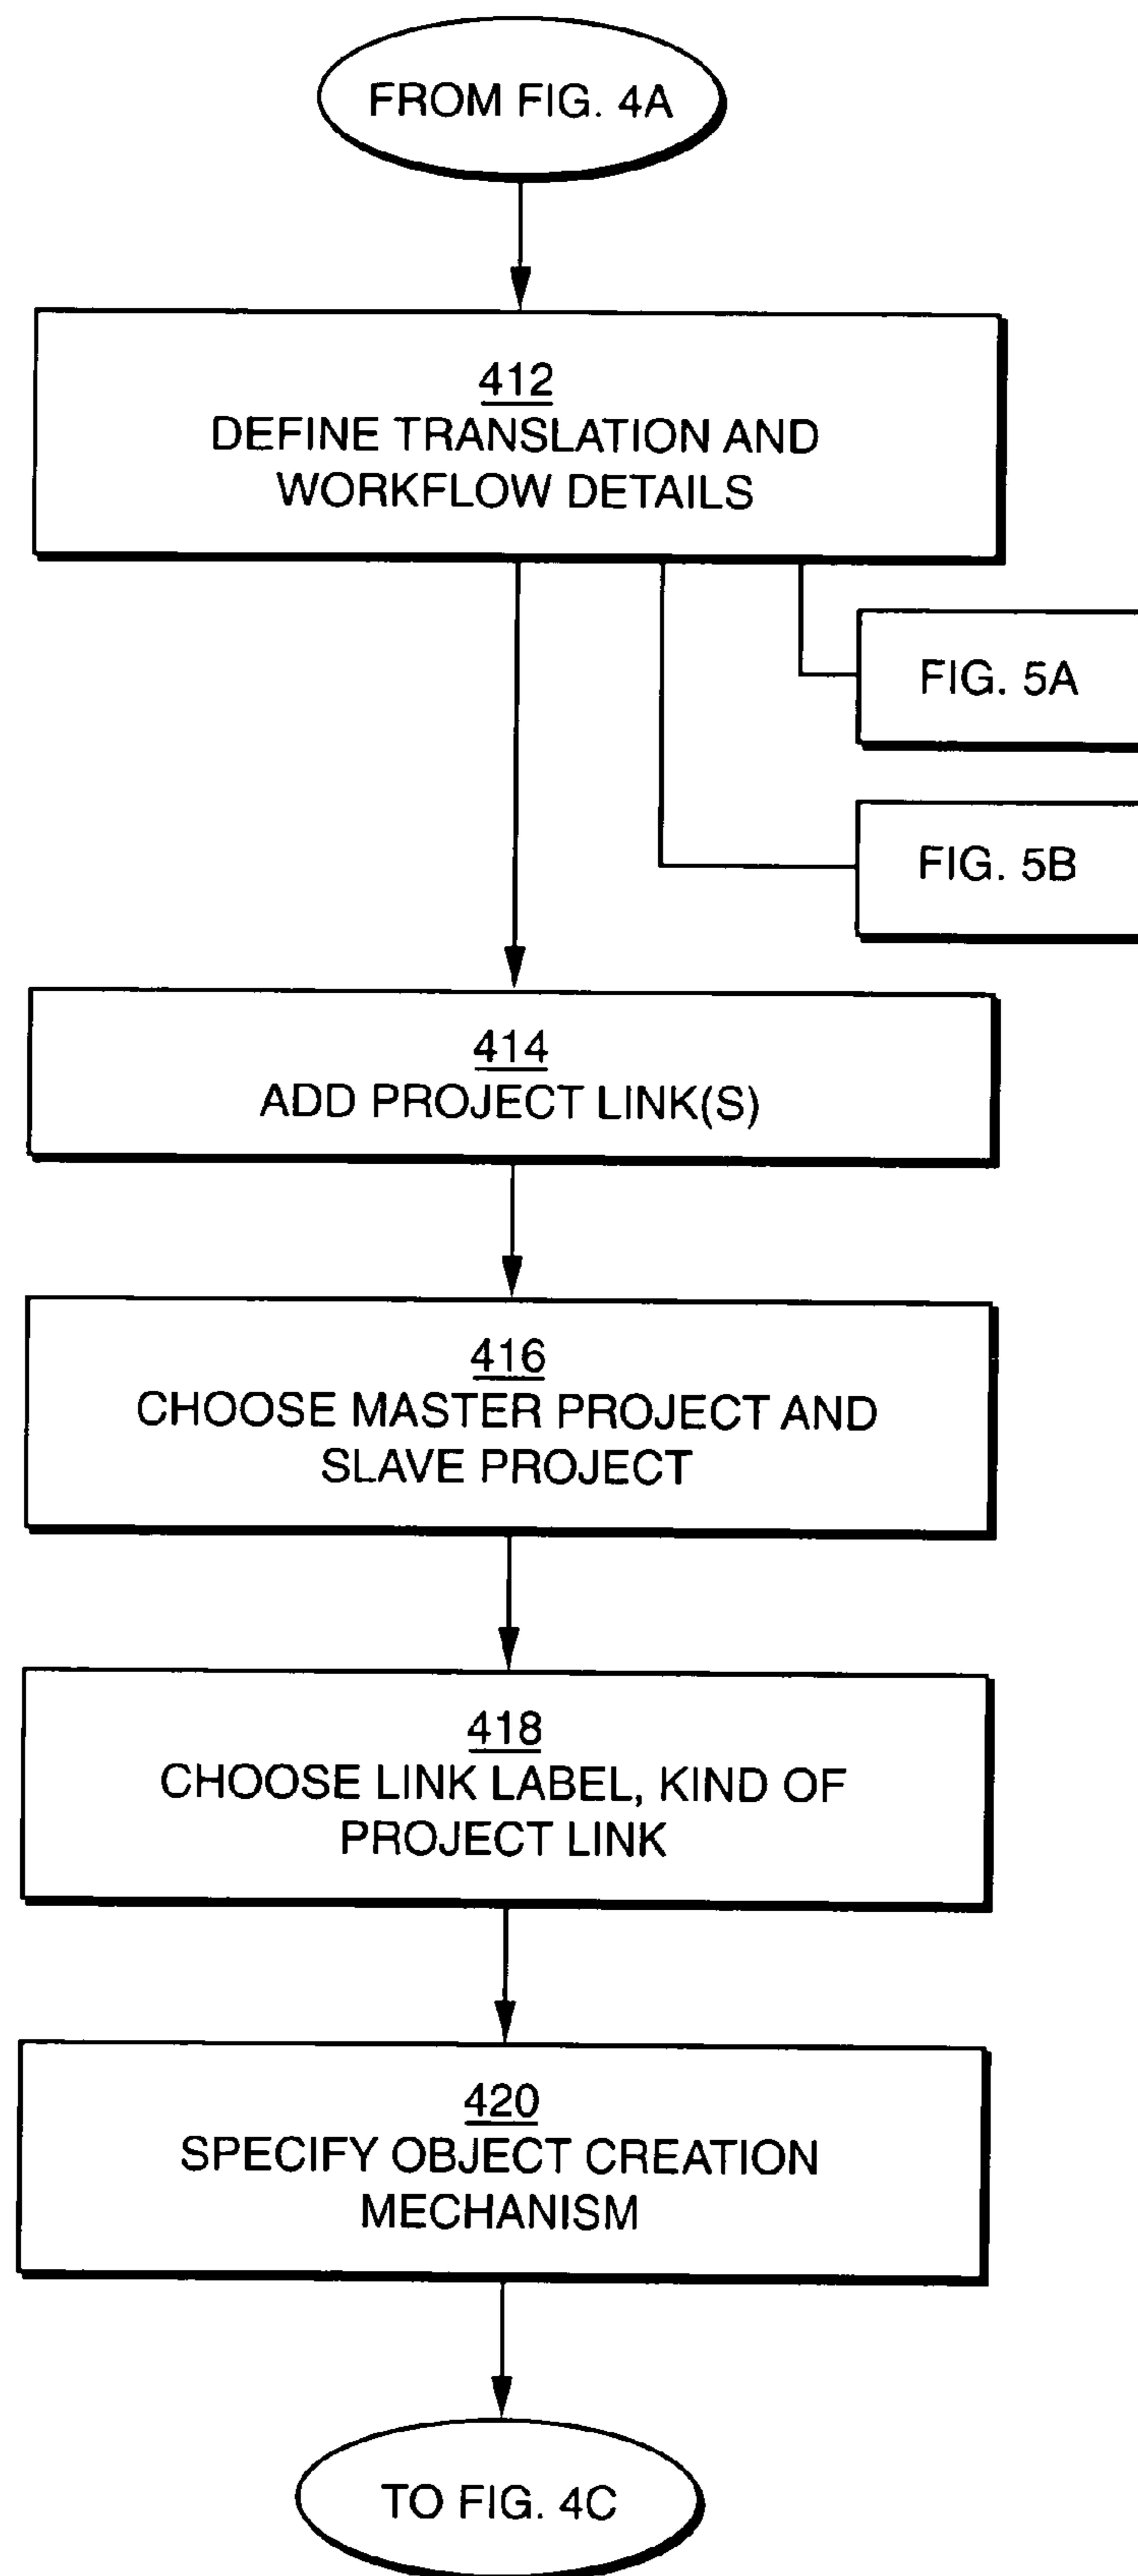 FROM FIG. 4A
412
DEFINE TRANSLATION AND
WORKFLOW DETAILS
FIG. 5A
FIG. 5B
414
ADD PROJECT LINK(S)
416
CHOOSE MASTER PROJECT AND
SLAVE PROJECT
418
CHOOSE LINK LABEL, KIND OF
PROJECT LINK
420
SPECIFY OBJECT CREATION
MECHANISM
TO FIG. 4C